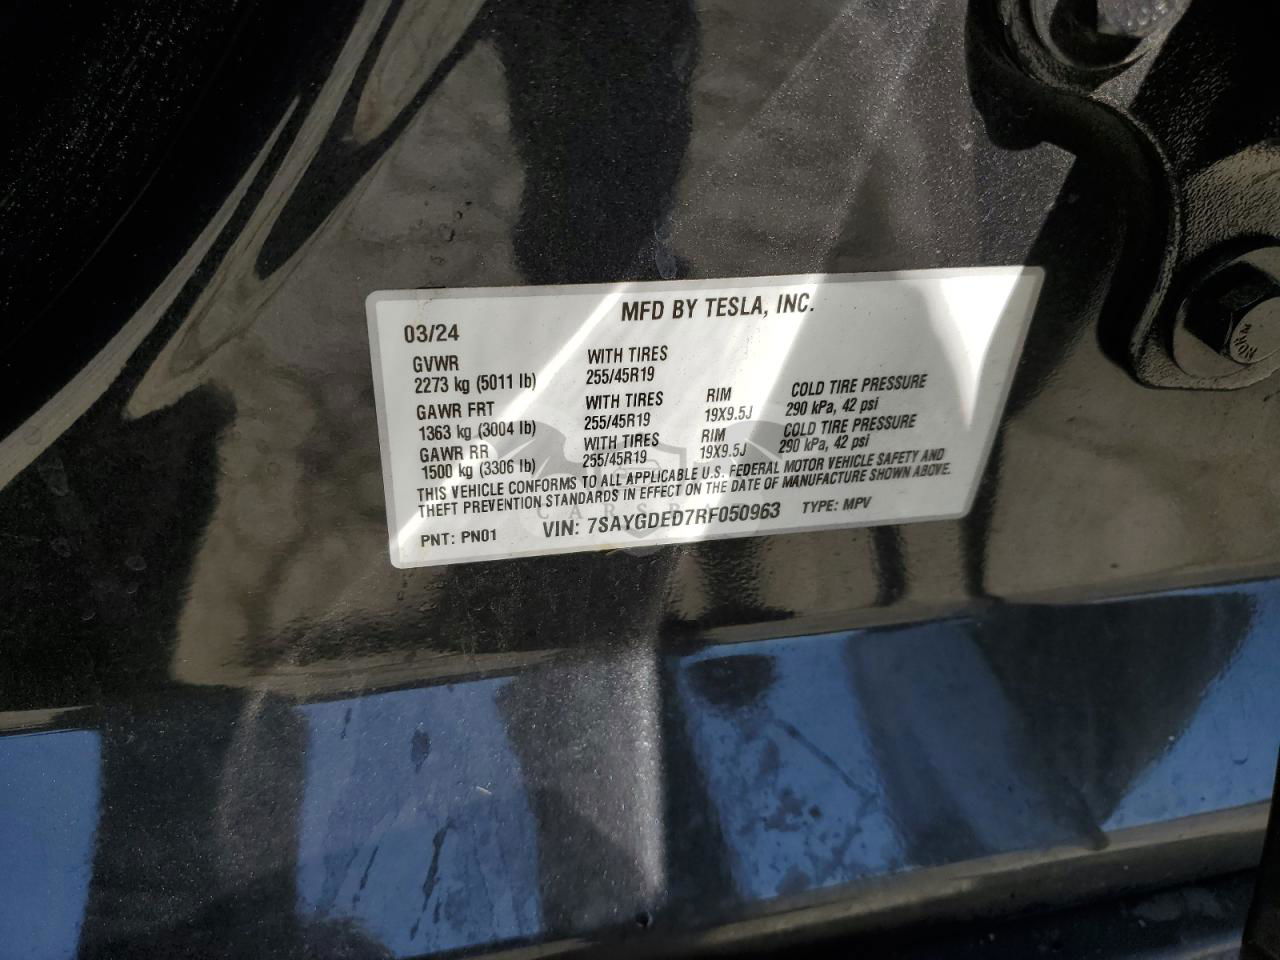 MFD BY TESLA, INC.
03/24
GVWR WITH TIRES
2273 kg (5011 lb) 255/45R19
GAWR FRT WITH TIRES RIM COLD TIRE PRESSURE
1363 kg (3004 lb) 255/45R19 19X9.5J 290 kPa, 42 psi
GAWR RR WITH TIRES RIM COLD TIRE PRESSURE
1500 kg (3306 lb) 255/45R19 19X9.5J 290 kPa, 42 psi
THIS VEHICLE CONFORMS TO ALL APPLICABLE U.S. FEDERAL MOTOR VEHICLE SAFETY AND
THEFT PREVENTION STANDARDS IN EFFECT ON THE DATE OF MANUFACTURE SHOWN ABOVE.
PNT: PN01 VIN: 7SAYGDED7RF050963 TYPE: MPV